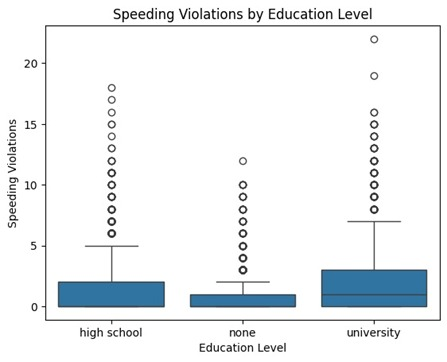 Speeding Violations by Education Level
Speeding Violations
20
15
10
5
0
high school
none
university
Education Level